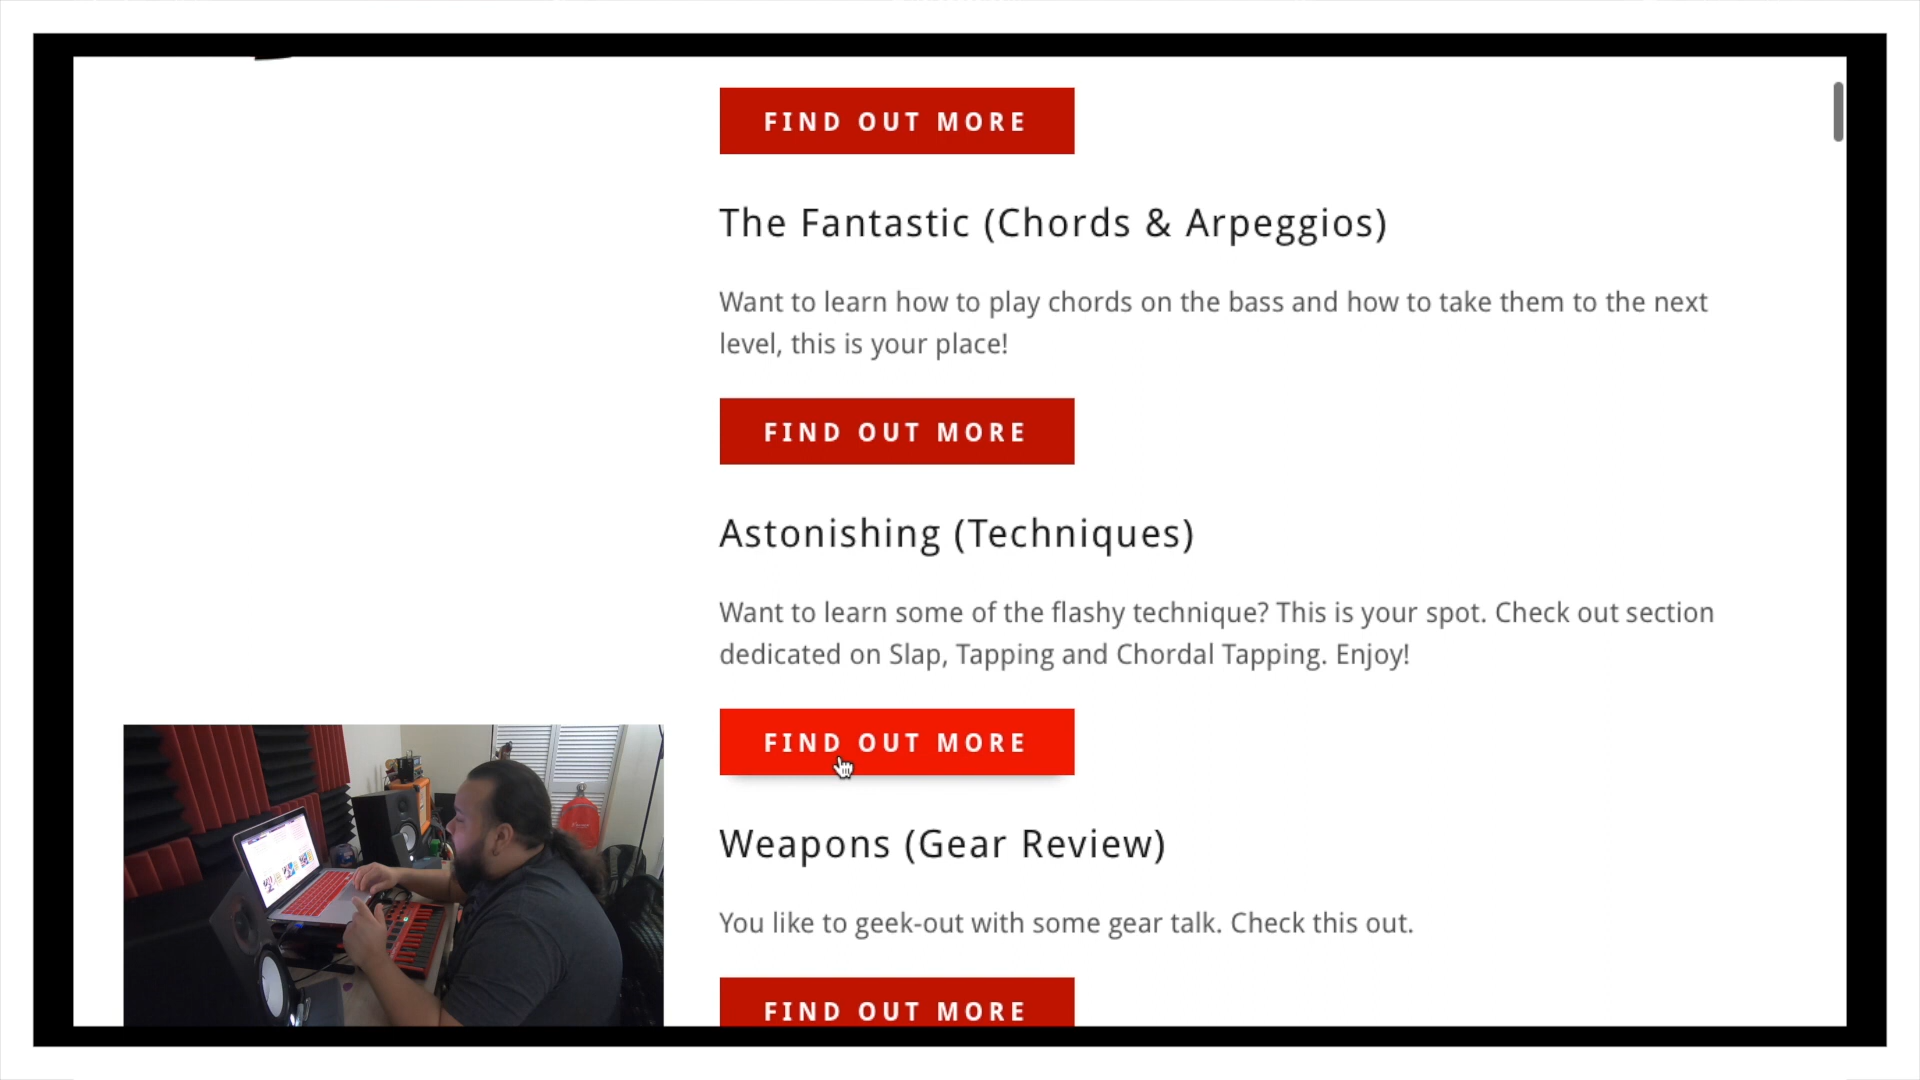 FIND OUT MORE
The Fantastic (Chords & Arpeggios)
Want to learn how to play chords on the bass and how to take them to the next
level, this is your place!
FIND OUT MORE
Astonishing (Techniques)
Want to learn some of the flashy technique? This is your spot. Check out section
dedicated on Slap, Tapping and Chordal Tapping. Enjoy!
FIND OUT MORE
Weapons (Gear Review)
You like to geek-out with some gear talk. Check this out.
FIND OUT MORE